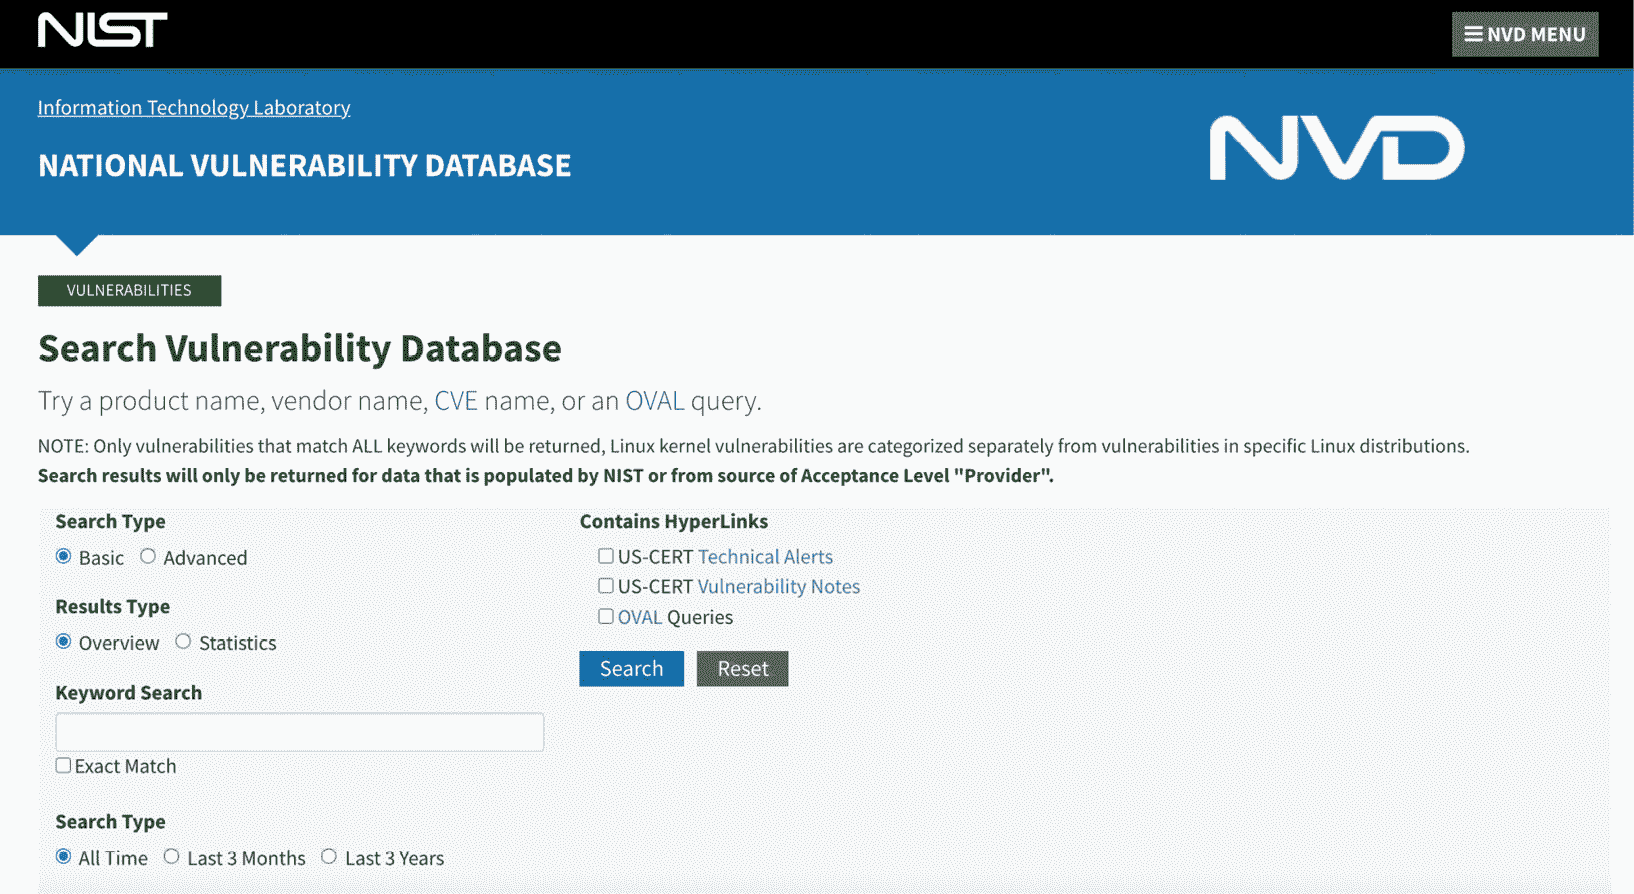 NIST
NVD MENU
Information Technology Laboratory
NATIONAL VULNERABILITY DATABASE
NVD
VULNERABILITIES
Search Vulnerability Database
Try a product name, vendor name, CVE name, or an OVAL query.
NOTE: Only vulnerabilities that match ALL keywords will be returned, Linux kernel vulnerabilities are categorized separately from vulnerabilities in specific Linux distributions.
Search results will only be returned for data that is populated by NIST or from source of Acceptance Level "Provider".
Search Type
Basic Advanced
Results Type
Overview Statistics
Keyword Search
Exact Match
Search Type
All Time Last 3 Months Last 3 Years
Contains HyperLinks
US-CERT Technical Alerts
US-CERT Vulnerability Notes
OVAL Queries
Search Reset